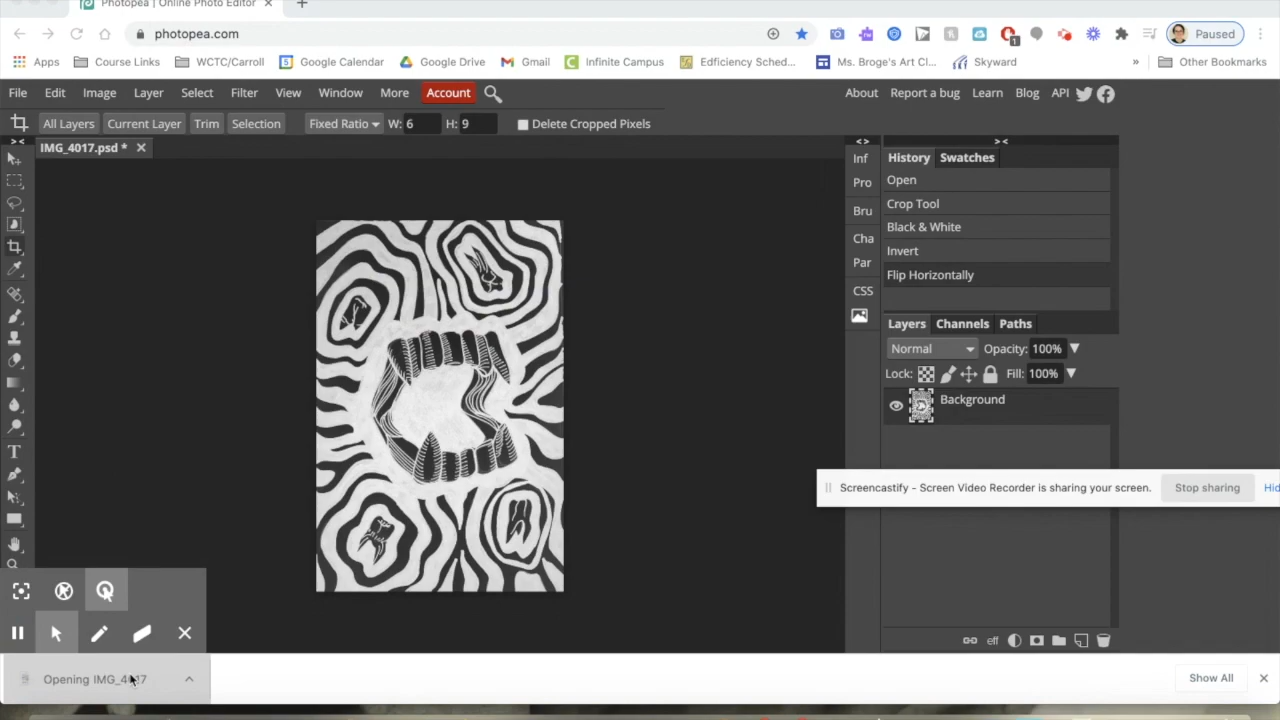 Photopea | Online Photo Editor
photopea.com
1
Paused
Apps Course Links WCTC/Carroll Google Calendar Google Drive Gmail Infinite Campus Edficiency Sched... Ms. Broge's Art Cl... Skyward » Other Bookmarks
File Edit Image Layer Select Filter View Window More Account About Report a bug Learn Blog API
All Layers Current Layer Trim Selection Fixed Ratio W: 6 H: 9 Delete Cropped Pixels
IMG_4017.psd *
Inf
Pro
Bru
Cha
Par
CSS
History Swatches
Open
Crop Tool
Black & White
Invert
Flip Horizontally
Layers Channels Paths
Normal Opacity: 100%
Lock: Fill: 100%
Background
Screencastify - Screen Video Recorder is sharing your screen. Stop sharing Hid
eff
Opening IMG_4017
Show All